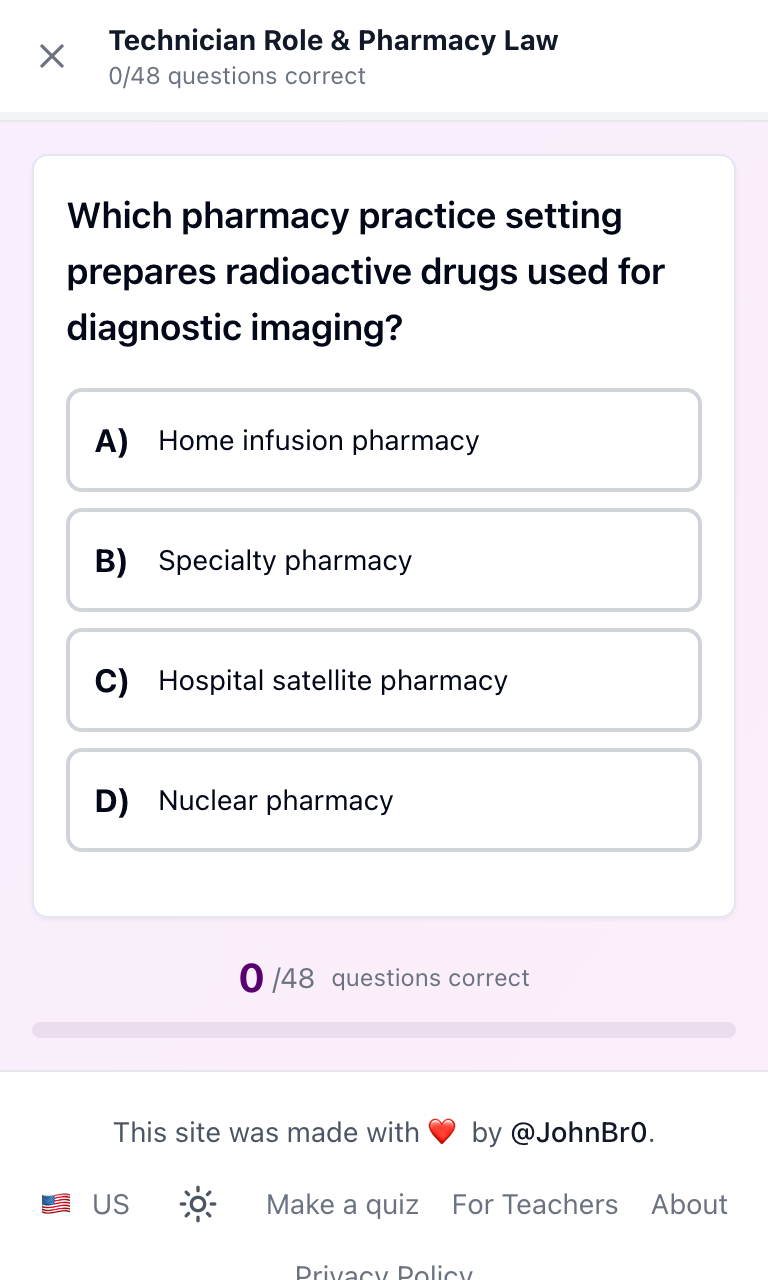 Technician Role & Pharmacy Law
0/48 questions correct
Which pharmacy practice setting
prepares radioactive drugs used for
diagnostic imaging?
A) Home infusion pharmacy
B) Specialty pharmacy
C) Hospital satellite pharmacy
D) Nuclear pharmacy
0 /48 questions correct
This site was made with ❤️ by @JohnBr0.
🇺🇸 US Make a quiz For Teachers About
Privacy Policy